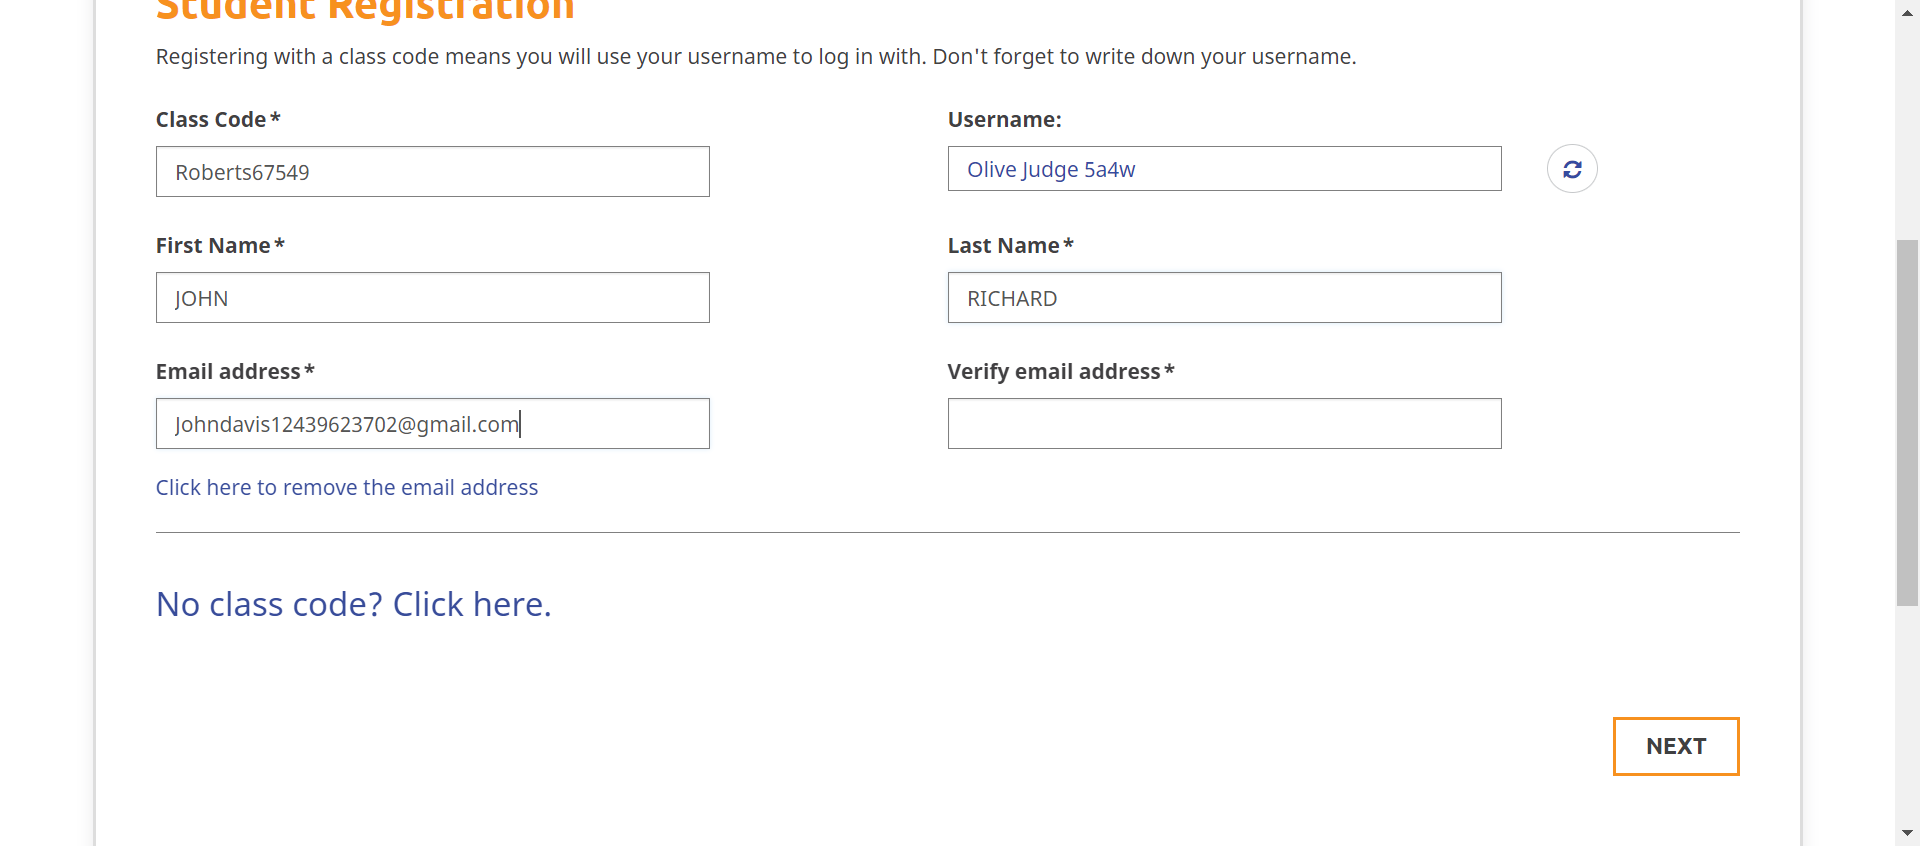 Student Registration
Registering with a class code means you will use your username to log in with. Don't forget to write down your username.
Class Code*
Username:
Roberts67549
Olive Judge 5a4w
First Name*
Last Name*
JOHN
RICHARD
Email address*
Verify email address*
Johndavis12439623702@gmail.com
Click here to remove the email address
No class code? Click here.
NEXT